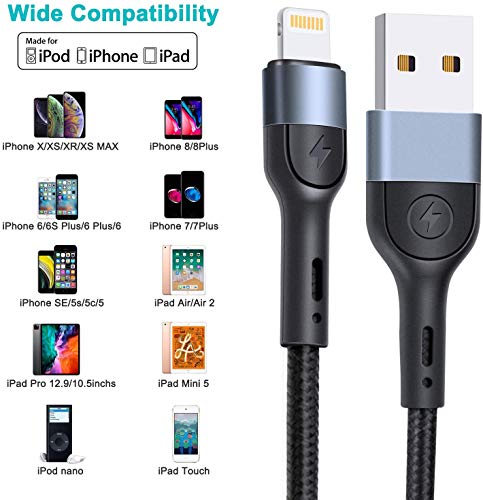 Wide Compatibility
Made for
iPod iPhone iPad
iPhone X/XS/XR/XS MAX
iPhone 8/8Plus
iPhone 6/6S Plus/6 Plus/6
iPhone 7/7Plus
iPhone SE/5s/5c/5
iPad Air/Air 2
iPad Pro 12.9/10.5inchs
iPad Mini 5
iPod nano
iPad Touch